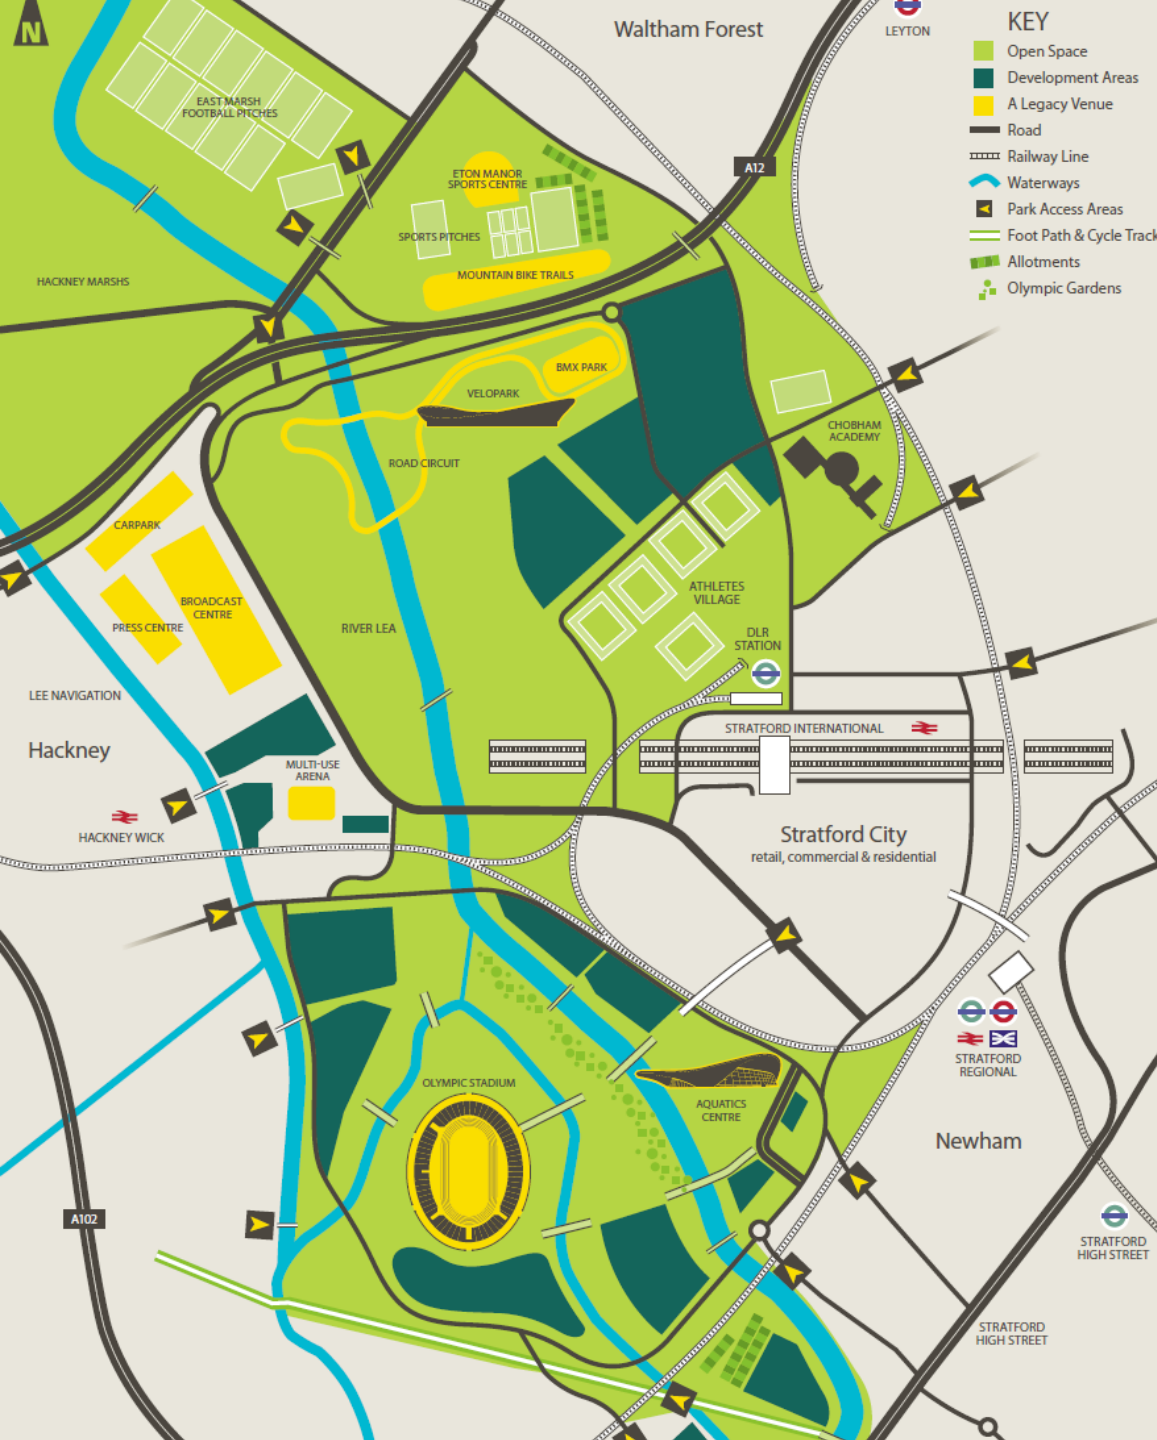 N
Waltham Forest
LEYTON
KEY
Open Space
Development Areas
A Legacy Venue
Road
Railway Line
Waterways
Park Access Areas
Foot Path & Cycle Track
Allotments
Olympic Gardens
EAST MARSH
FOOTBALL PITCHES
A12
ETON MANOR
SPORTS CENTRE
SPORTS PITCHES
MOUNTAIN BIKE TRAILS
HACKNEY MARSHS
BMX PARK
VELOPARK
ROAD CIRCUIT
CHOBHAM
ACADEMY
CARPARK
BROADCAST
CENTRE
PRESS CENTRE
RIVER LEA
ATHLETES
VILLAGE
DLR
STATION
LEE NAVIGATION
Hackney
STRATFORD INTERNATIONAL
MULTI-USE
ARENA
HACKNEY WICK
Stratford City
retail, commercial & residential
STRATFORD
REGIONAL
OLYMPIC STADIUM
AQUATICS
CENTRE
Newham
A102
STRATFORD
HIGH STREET
STRATFORD
HIGH STREET